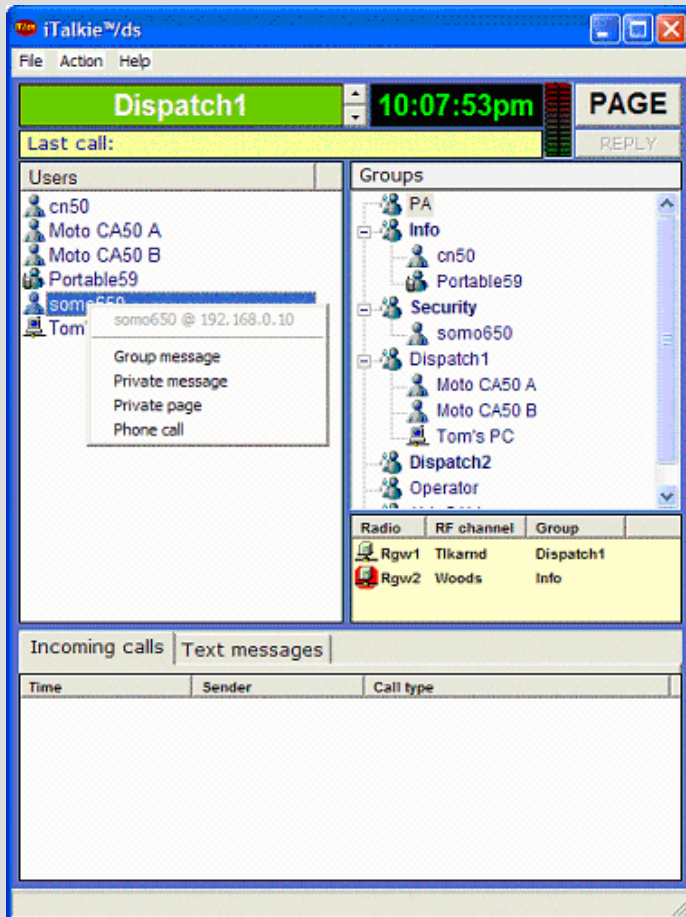 iTalkie™/ds
File Action Help
Dispatch1
10:07:53pm
PAGE
Last call:
REPLY
Users
cn50
Moto CA50 A
Moto CA50 B
Portable59
somo650
Tom'
somo650 @ 192.168.0.10
Group message
Private message
Private page
Phone call
Groups
PA
Info
cn50
Portable59
Security
somo650
Dispatch1
Moto CA50 A
Moto CA50 B
Tom's PC
Dispatch2
Operator
Radio RF channel Group
Rgw1 Tlkarnd Dispatch1
Rgw2 Woods Info
Incoming calls Text messages
Time Sender Call type